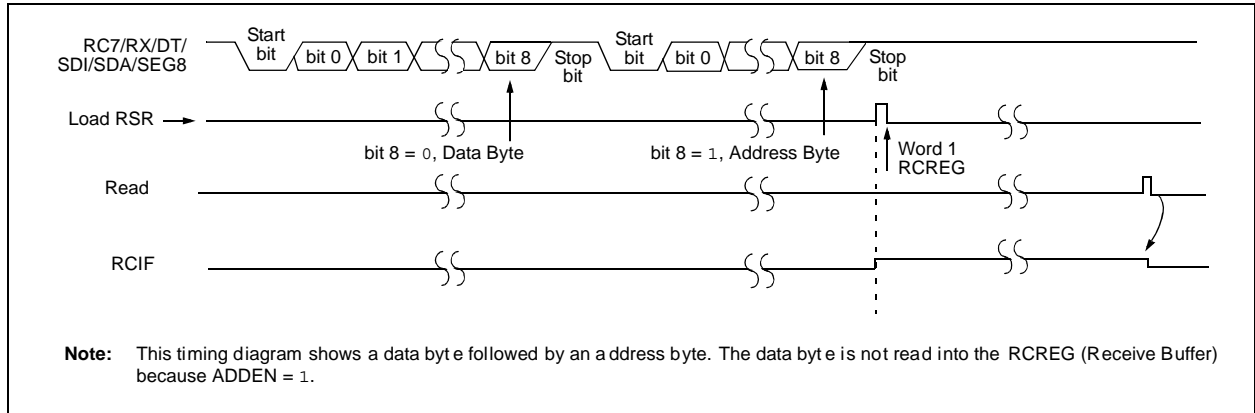 RC7/RX/DT/
SDI/SDA/SEG8
Start
bit
bit 0
bit 1
bit 8
Stop
bit
Start
bit
bit 0
bit 8
Stop
bit
Load RSR
bit 8 = 0, Data Byte
bit 8 = 1, Address Byte
Word 1
RCREG
Read
RCIF
Note: This timing diagram shows a data byte followed by an address byte. The data byte is not read into the RCREG (Receive Buffer)
because ADDEN = 1.